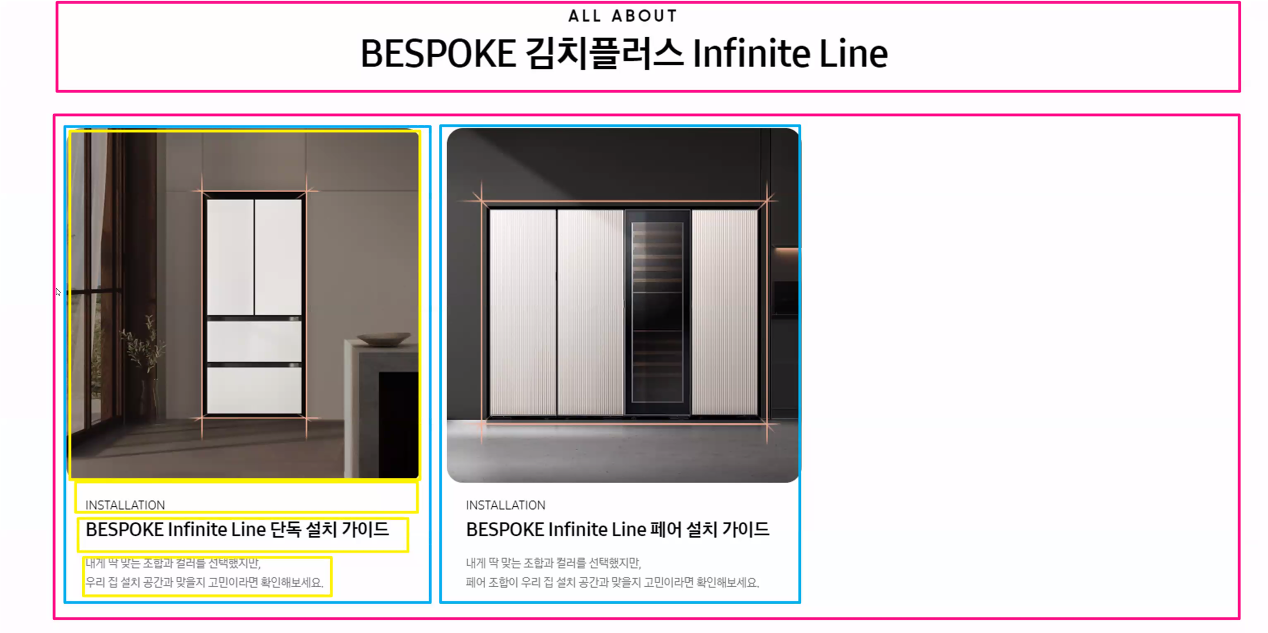 ALL ABOUT
BESPOKE 김치플러스 Infinite Line
INSTALLATION
BESPOKE Infinite Line 단독 설치 가이드
내게 딱 맞는 조합과 컬러를 선택했지만,
우리 집 설치 공간과 맞을지 고민이라면 확인해보세요.
INSTALLATION
BESPOKE Infinite Line 페어 설치 가이드
내게 딱 맞는 조합과 컬러를 선택했지만,
페어 조합이 우리 집 설치 공간과 맞을지 고민이라면 확인해보세요.